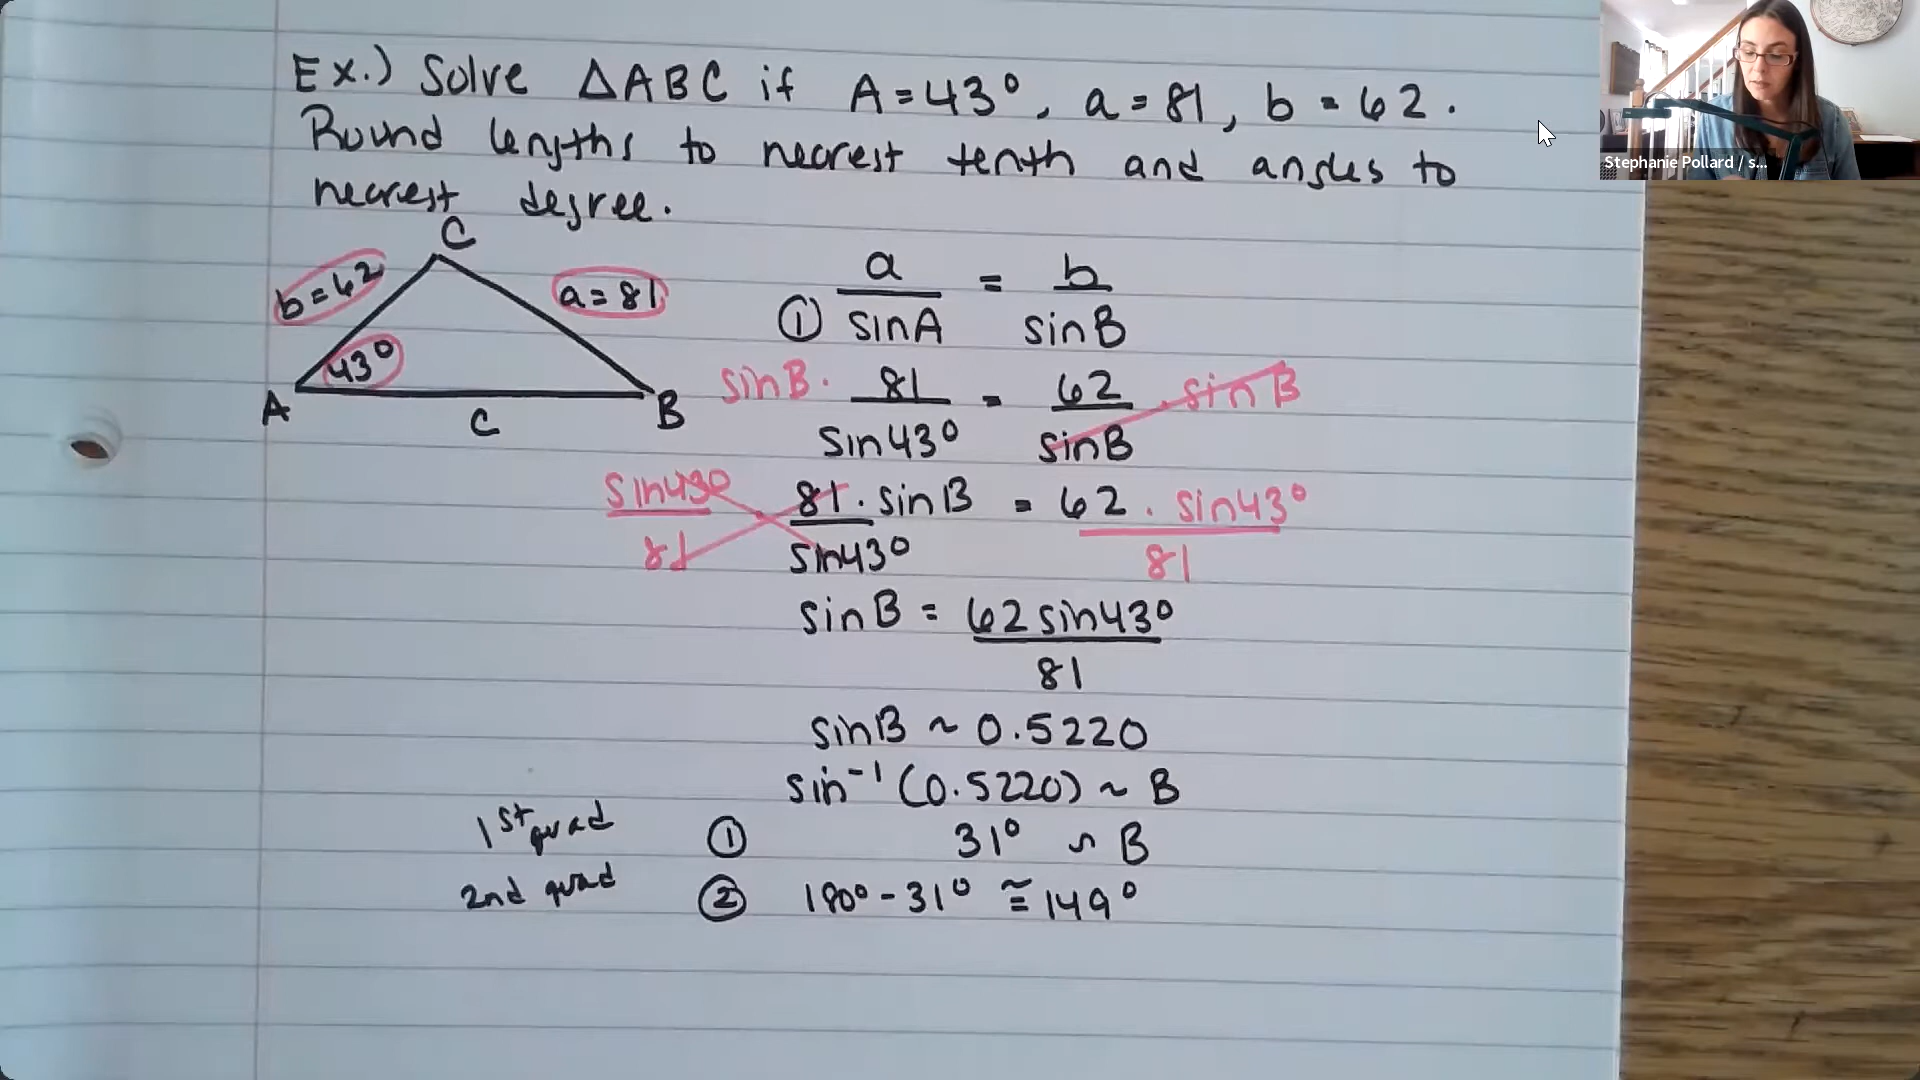 Ex.) Solve △ABC if A=43°, a=81, b=62.
Round lengths to nearest tenth and angles to
nearest degree.
Stephanie Pollard / s...
C
b=62
a=81
43°
A
B
c
① a/sinA = b/sinB
sinB · 81/sin43° = 62/sinB · sinB
sin43°/81 · 81·sinB/sin43° = 62 · sin43°/81
sinB = 62sin43°/81
sinB ~ 0.5220
sin⁻¹(0.5220) ~ B
1st quad ① 31° ~ B
2nd quad ② 180°-31° ≅ 149°